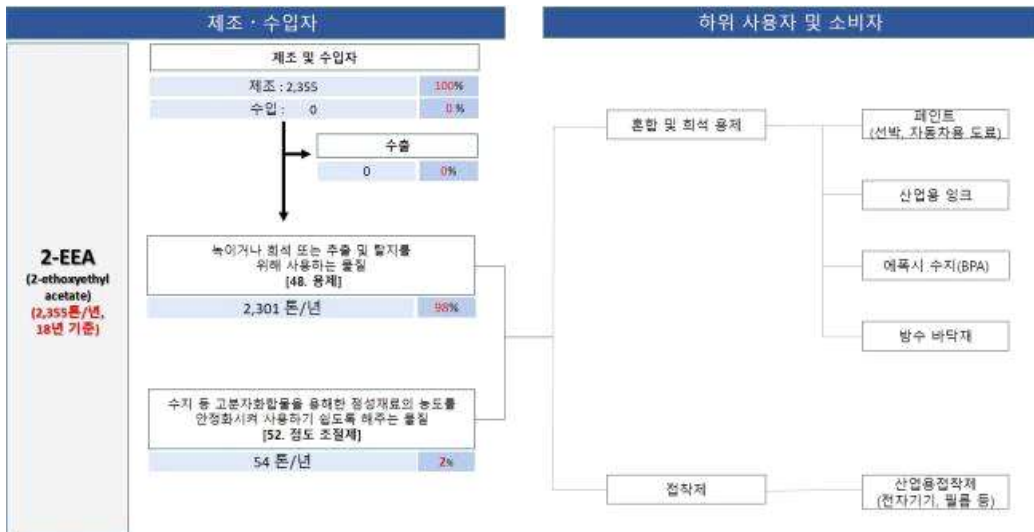 제조 · 수입자
하위 사용자 및 소비자
2-EEA
(2-ethoxyethyl
acetate)
(2,355톤/년,
18년 기준)
제조 및 수입자
제조 : 2,355
100%
수입 : 0
0 %
수출
0
0%
녹이거나 희석 또는 추출 및 탈지를
위해 사용하는 물질
[48. 용제]
2,301 톤/년
98%
수지 등 고분자화합물을 용해한 점성재료의 농도를
안정화시켜 사용하기 쉽도록 해주는 물질
[52. 점도 조절제]
54 톤/년
2%
혼합 및 희석 용제
페인트
(선박, 자동차용 도료)
산업용 잉크
에폭시 수지(BPA)
방수 바닥재
접착제
산업용접착제
(전자기기, 필름 등)